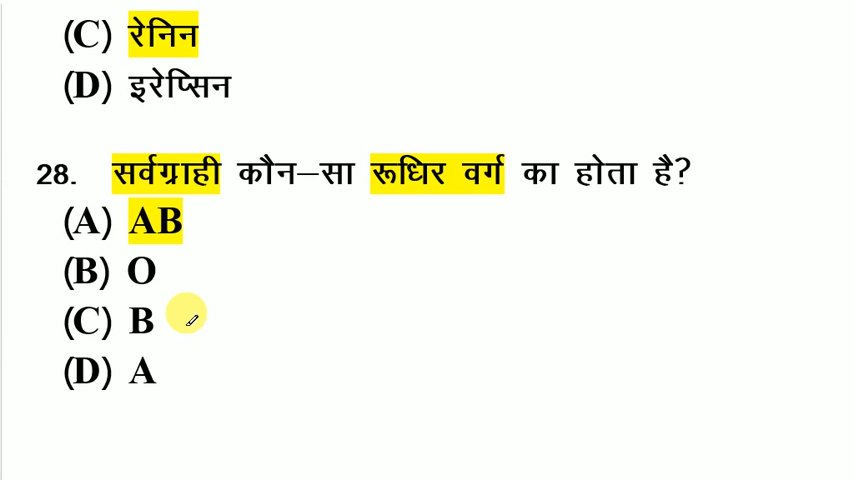 (C) रेनिन
(D) इरेप्सिन
28. सर्वग्राही कौन–सा रूधिर वर्ग का होता है?
(A) AB
(B) O
(C) B
(D) A